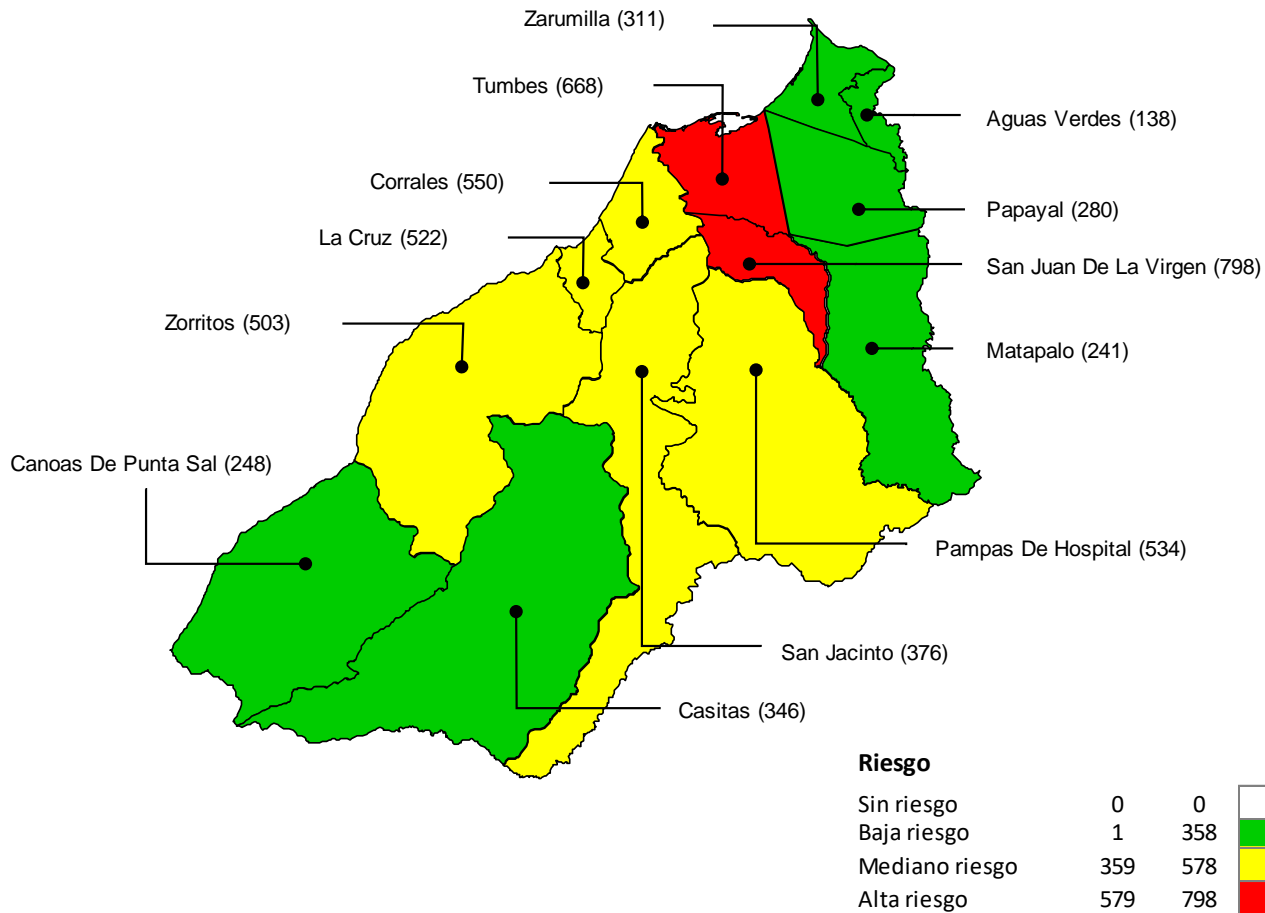 Zarumilla (311)
Tumbes (668)
Aguas Verdes (138)
Corrales (550)
Papayal (280)
La Cruz (522)
San Juan De La Virgen (798)
Zorritos (503)
Matapalo (241)
Canoas De Punta Sal (248)
Pampas De Hospital (534)
San Jacinto (376)
Casitas (346)
Riesgo
Sin riesgo 0 0
Baja riesgo 1 358
Mediano riesgo 359 578
Alta riesgo 579 798